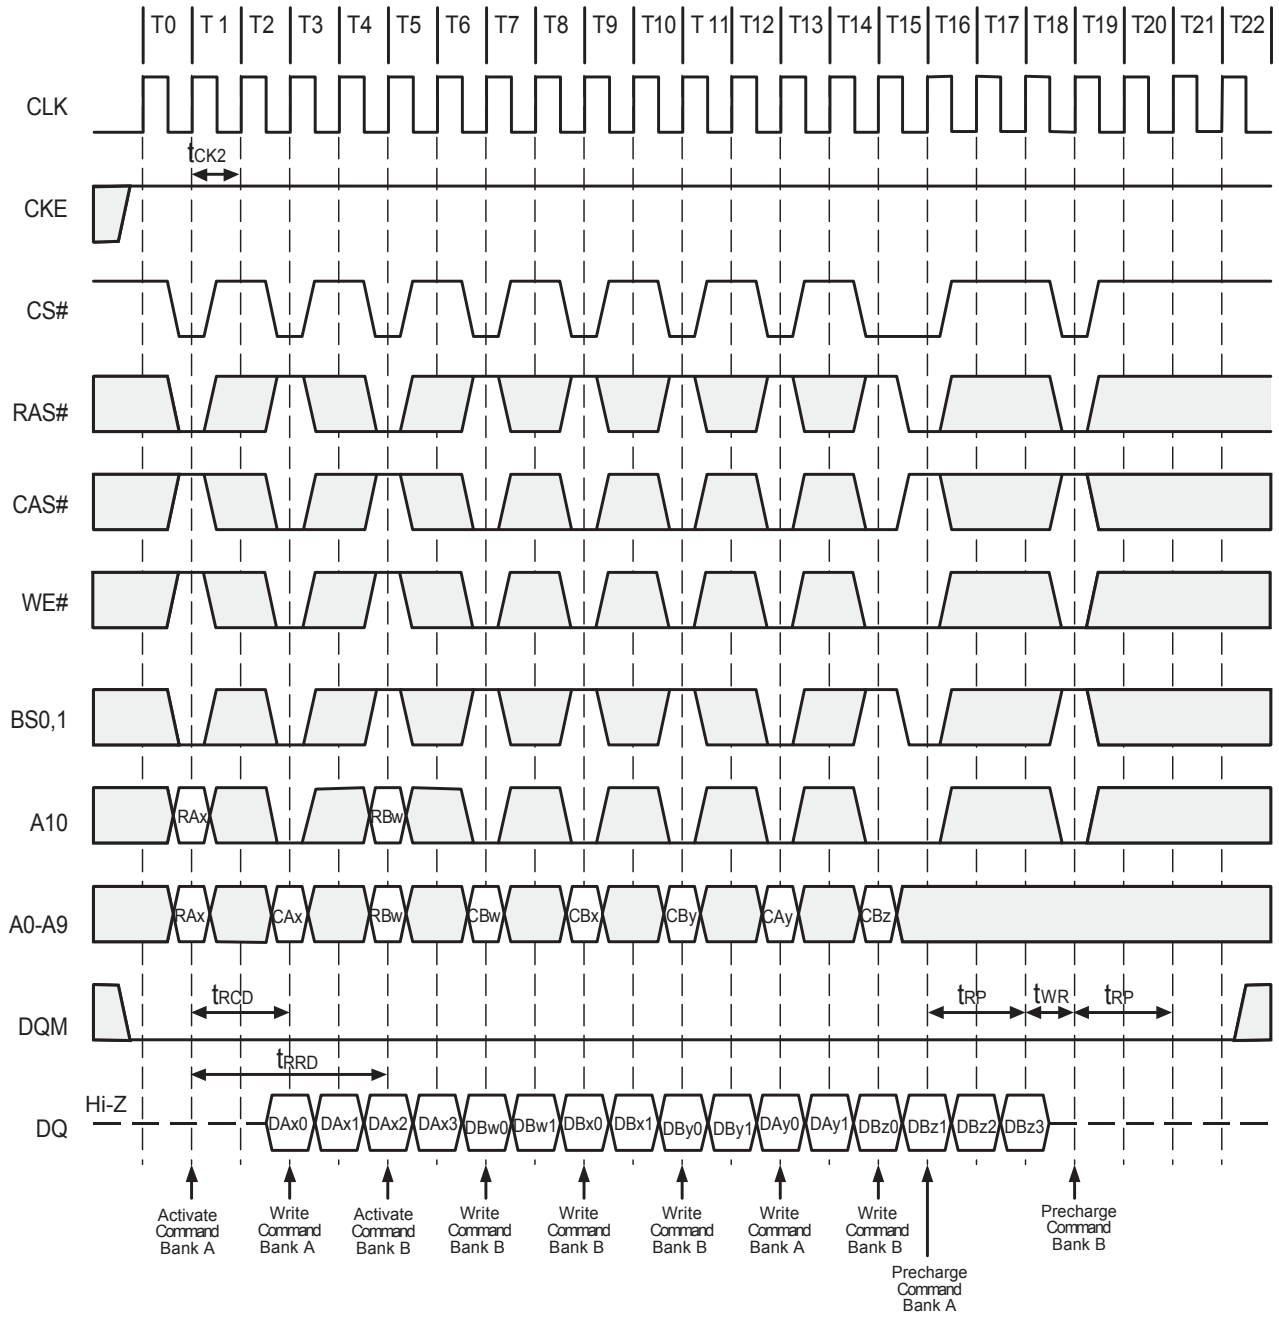 T0 T 1 T2 T3 T4 T5 T6 T7 T8 T9 T10 T 11 T12 T13 T14 T15 T16 T17 T18 T19 T20 T21 T22
CLK
tCK2
CKE
CS#
RAS#
CAS#
WE#
BS0,1
A10
RAx RBw
A0-A9
RAx CAx RBw CBw CBx CBy CAy CBz
DQM
tRCD tRP tWR tRP
tRRD
Hi-Z
DQ
DAx0 DAx1 DAx2 DAx3 DBw0 DBw1 DBx0 DBx1 DBy0 DBy1 DAy0 DAy1 DBz0 DBz1 DBz2 DBz3
Activate
Command
Bank A
Write
Command
Bank A
Activate
Command
Bank B
Write
Command
Bank B
Write
Command
Bank B
Write
Command
Bank B
Write
Command
Bank A
Write
Command
Bank B
Precharge
Command
Bank A
Precharge
Command
Bank B